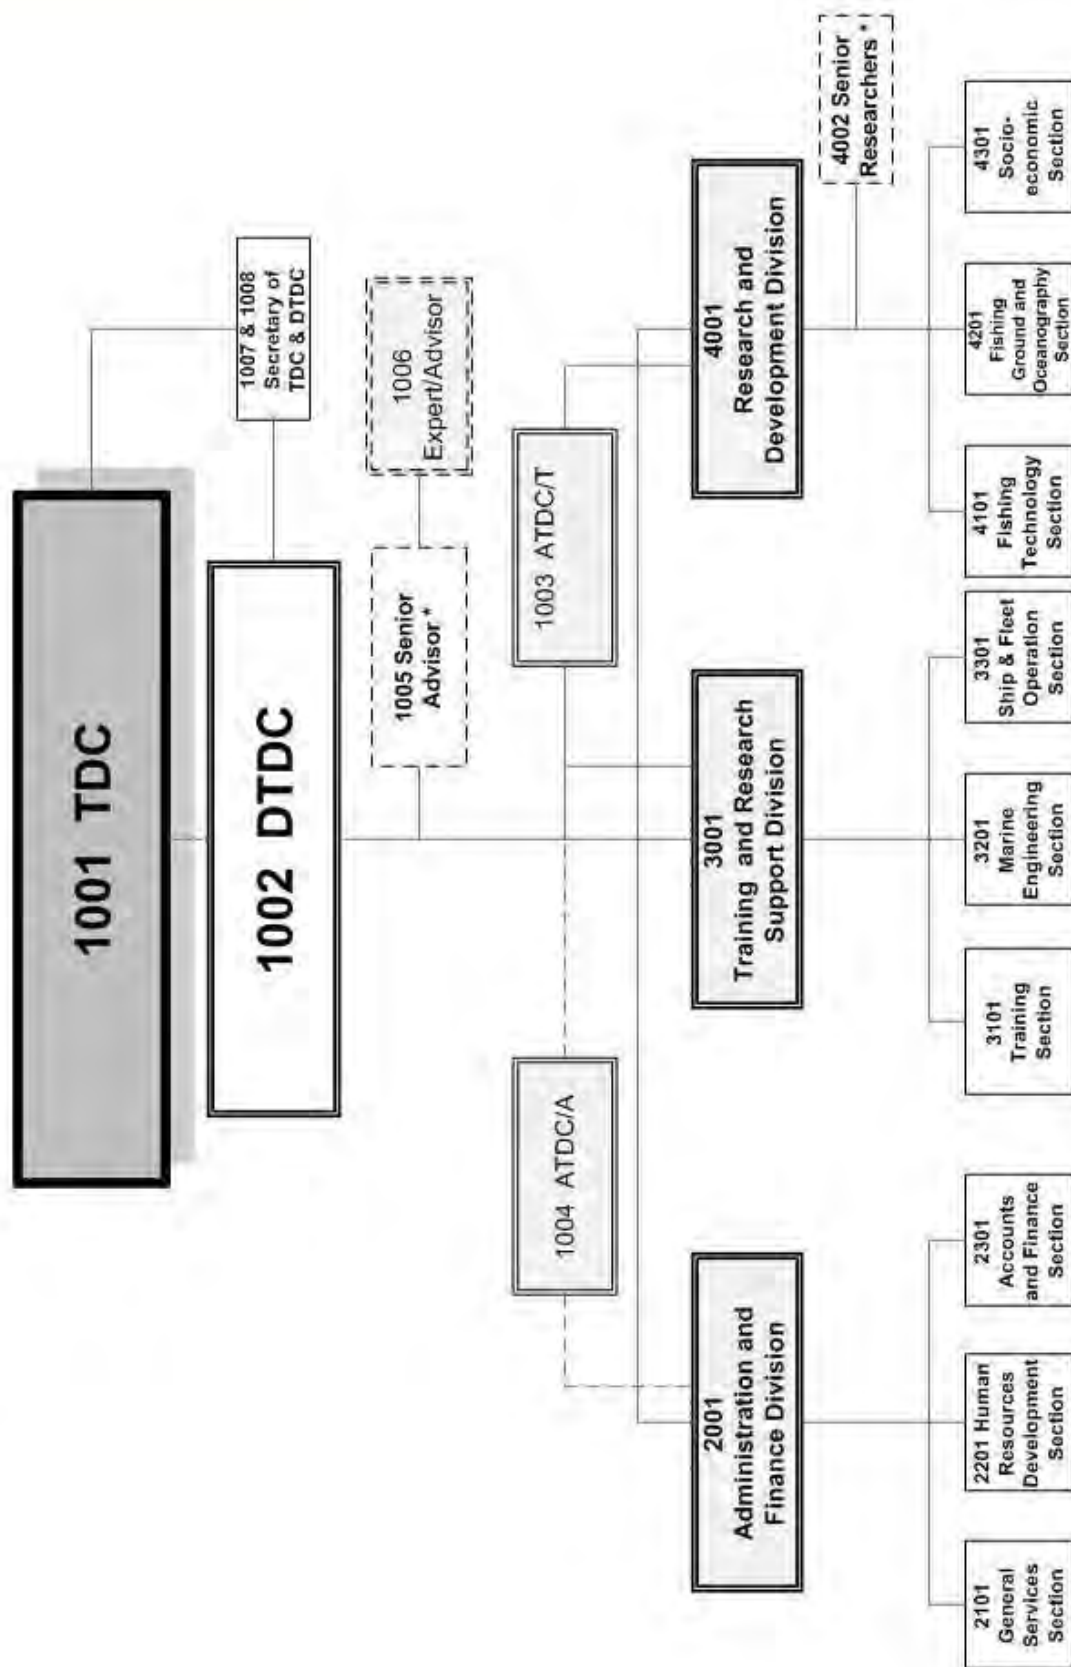 1001 TDC
1002 DTDC
1007 & 1008
Secretary of
TDC & DTDC
1005 Senior
Advisor *
1006
Expert/Advisor
1004 ATDC/A
1003 ATDC/T
2001
Administration and
Finance Division
3001
Training and Research
Support Division
4001
Research and
Development Division
4002 Senior
Researchers *
2101
General
Services
Section
2201 Human
Resources
Development
Section
2301
Accounts
and Finance
Section
3101
Training
Section
3201
Marine
Engineering
Section
3301
Ship & Fleet
Operation
Section
4101
Fishing
Technology
Section
4201
Fishing
Ground and
Oceanography
Section
4301
Socio-
economic
Section